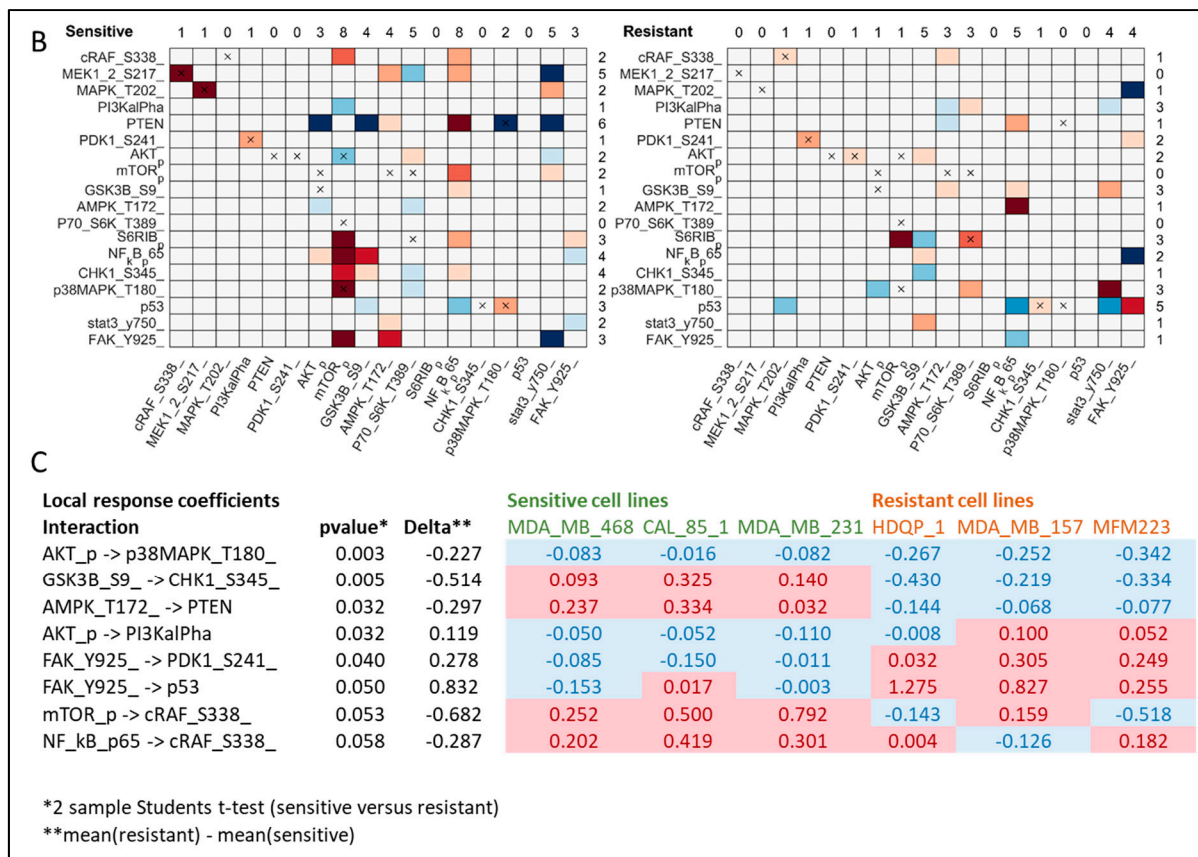 B
Sensitive 1 1 0 1 0 0 3 8 4 4 5 0 8 0 1 0 5 3
cRAF_S338_ 2
MEK1_2_S217_ 5
MAPK_T202_ 2
PI3KalPha 1
PTEN 6
PDK1_S241_ 1
AKT_p 2
mTOR_p 2
GSK3B_S9_ 1
AMPK_T172_ 2
P70_S6K_T389_ 0
S6RIB_p 3
NF_kB_p65 4
CHK1_S345_ 4
p38MAPK_T180_ 2
p53 3
stat3_y750_ 2
FAK_Y925_ 3
cRAF_S338_
MEK1_2_S217_
MAPK_T202_
PI3KalPha
PTEN
PDK1_S241_
AKT_p
mTOR_p
GSK3B_S9_
AMPK_T172_
P70_S6K_T389_
S6RIB_p
NF_kB_p65
CHK1_S345_
p38MAPK_T180_
p53
stat3_y750_
FAK_Y925_
Resistant 0 0 2 1 0 1 1 1 5 3 3 0 5 1 0 0 4 4
cRAF_S338_ 1
MEK1_2_S217_ 0
MAPK_T202_ 1
PI3KalPha 3
PTEN 1
PDK1_S241_ 2
AKT_p 1
mTOR_p 0
GSK3B_S9_ 3
AMPK_T172_ 1
P70_S6K_T389_ 0
S6RIB_p 3
NF_kB_p65 2
CHK1_S345_ 1
p38MAPK_T180_ 3
p53 5
stat3_y750_ 1
FAK_Y925_ 1
cRAF_S338_
MEK1_2_S217_
MAPK_T202_
PI3KalPha
PTEN
PDK1_S241_
AKT_p
mTOR_p
GSK3B_S9_
AMPK_T172_
P70_S6K_T389_
S6RIB_p
NF_kB_p65
CHK1_S345_
p38MAPK_T180_
p53
stat3_y750_
FAK_Y925_
C
Local response coefficients Sensitive cell lines Resistant cell lines
Interaction pvalue* Delta** MDA_MB_468 CAL_85_1 MDA_MB_231 HDQP_1 MDA_MB_157 MFM223
AKT_p -> p38MAPK_T180_ 0.003 -0.227 -0.083 -0.016 -0.082 -0.267 -0.252 -0.342
GSK3B_S9_ -> CHK1_S345_ 0.005 -0.514 0.093 0.325 0.140 -0.430 -0.219 -0.334
AMPK_T172_ -> PTEN 0.032 -0.297 0.237 0.334 0.032 -0.144 -0.068 -0.077
AKT_p -> PI3KalPha 0.032 0.119 -0.050 -0.052 -0.110 -0.008 0.100 0.052
FAK_Y925_ -> PDK1_S241_ 0.040 0.278 -0.085 -0.150 -0.011 0.032 0.305 0.249
FAK_Y925_ -> p53 0.050 0.832 -0.153 0.017 -0.003 1.275 0.827 0.255
mTOR_p -> cRAF_S338_ 0.053 -0.682 0.252 0.500 0.792 -0.143 0.159 -0.518
NF_kB_p65 -> cRAF_S338_ 0.058 -0.287 0.202 0.419 0.301 0.004 -0.126 0.182
*2 sample Students t-test (sensitive versus resistant)
**mean(resistant) - mean(sensitive)